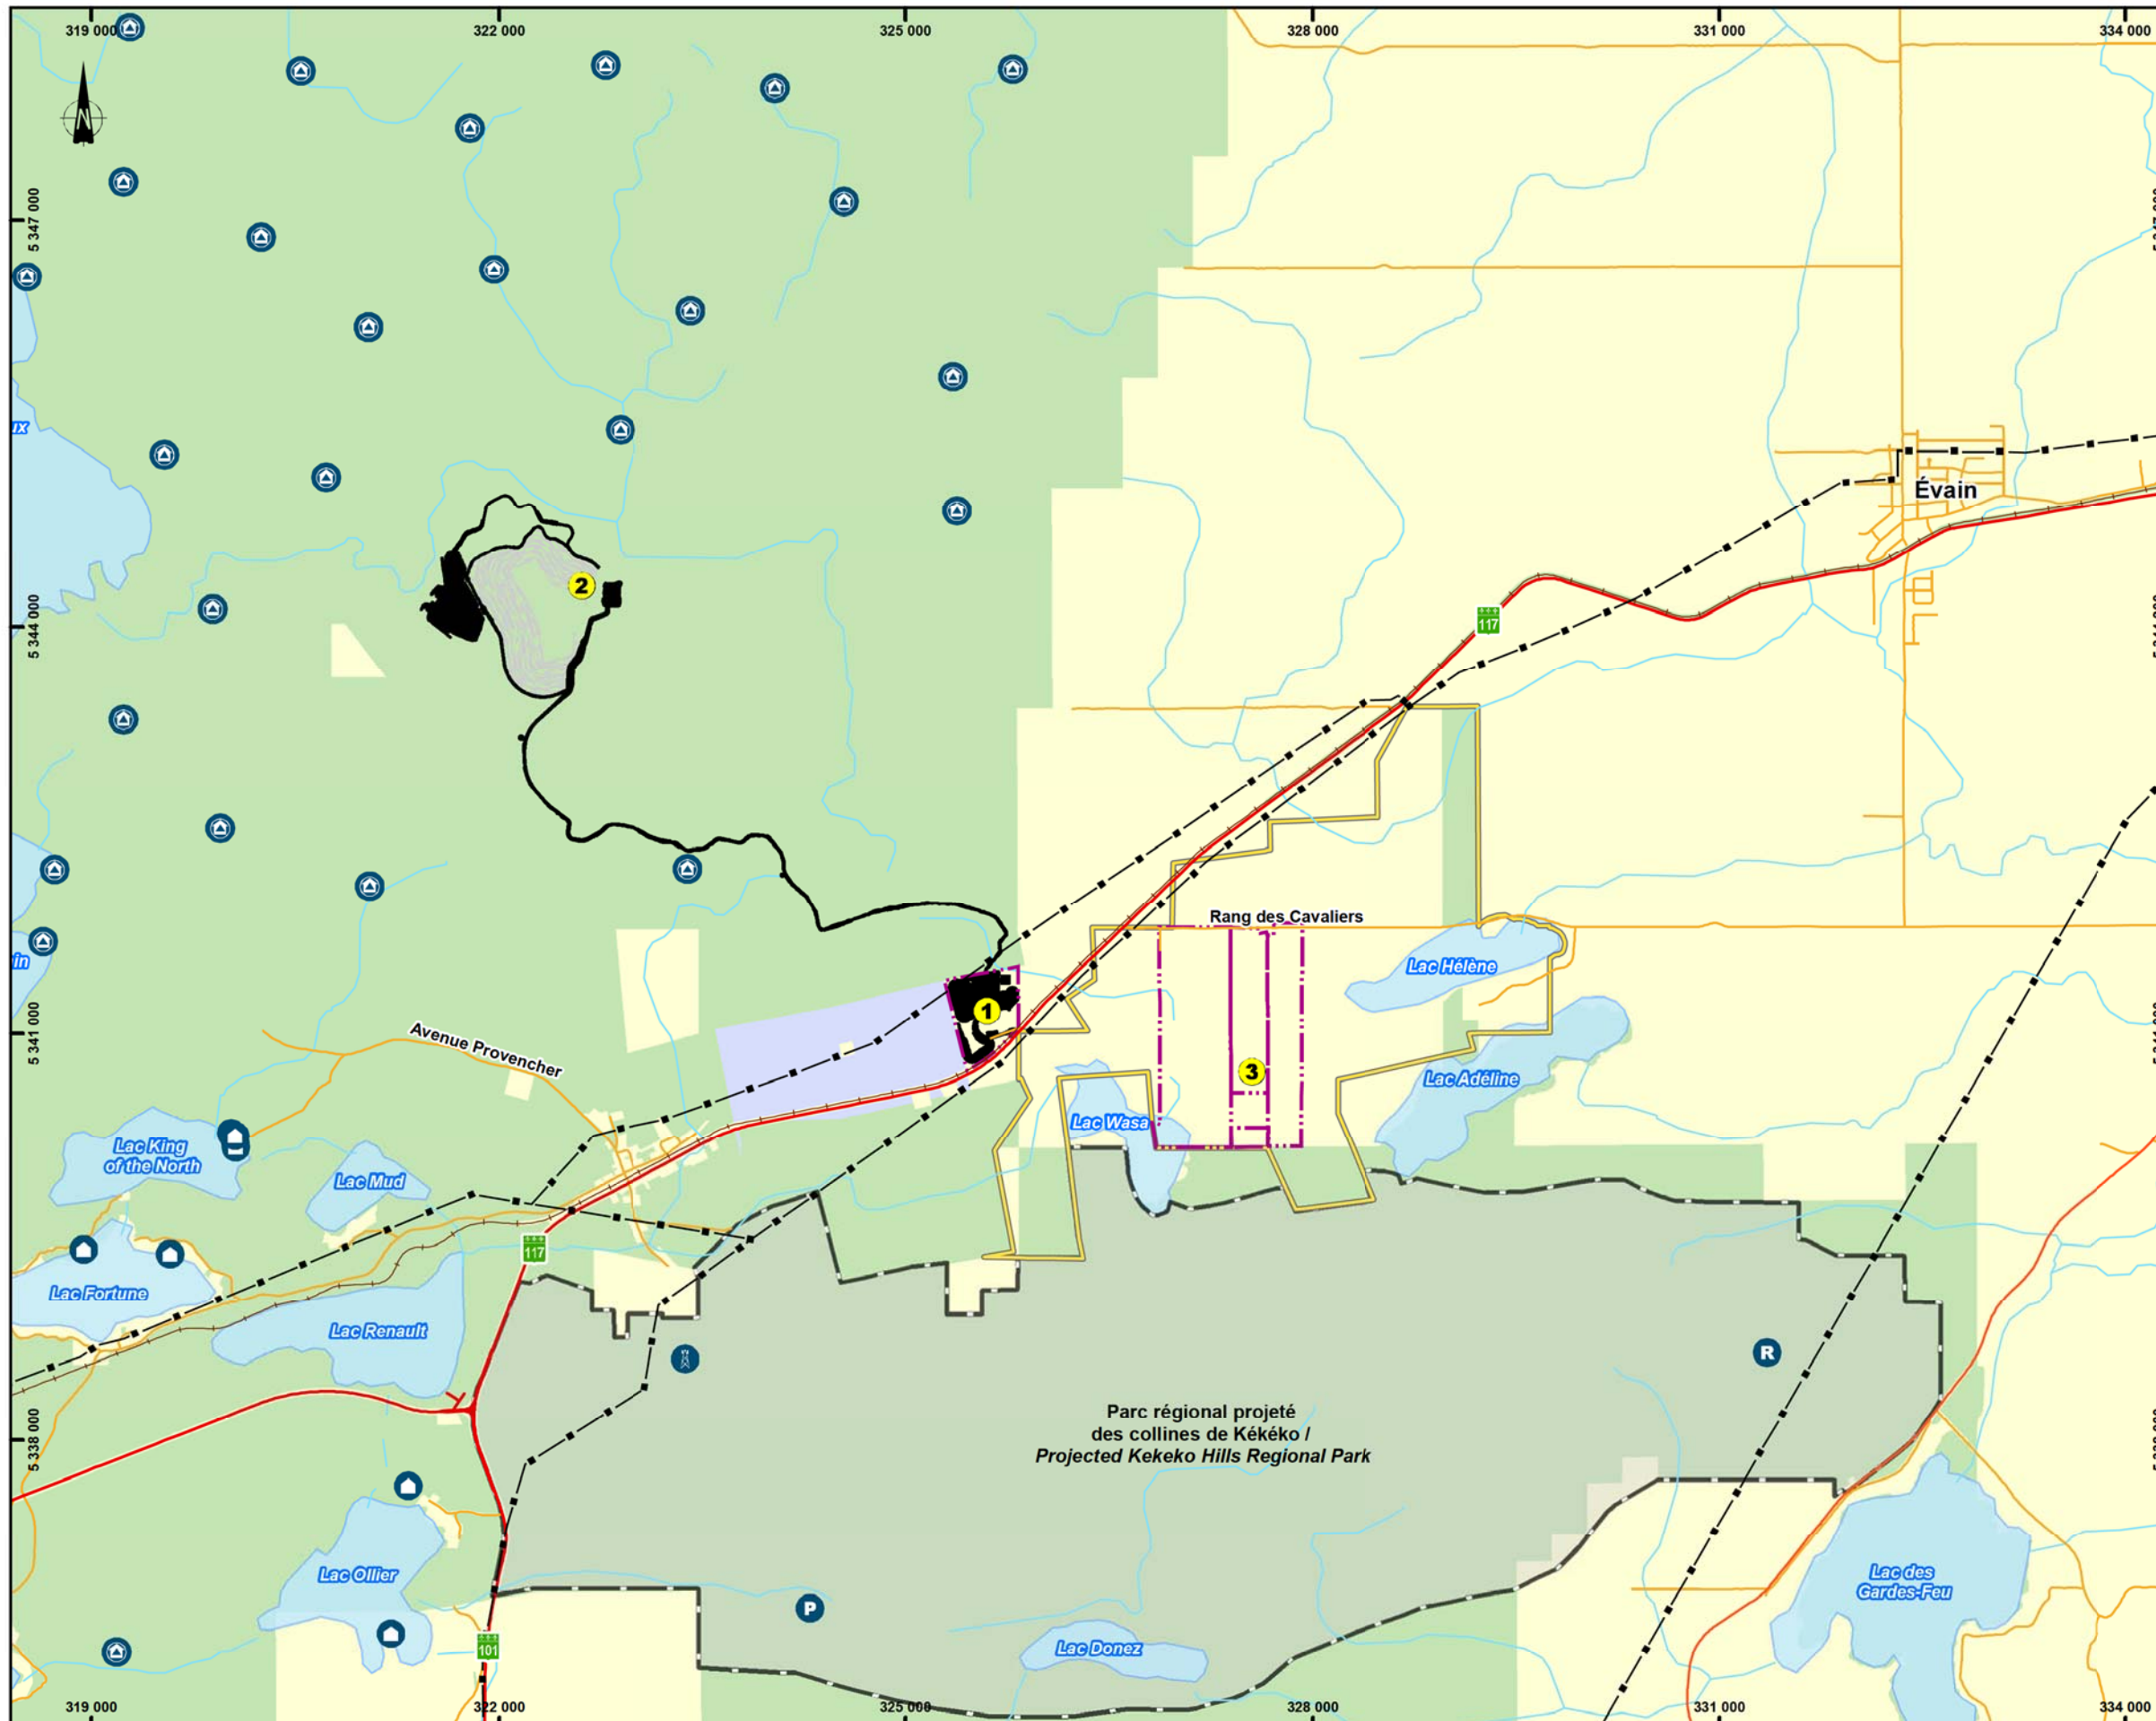 319 000
322 000
325 000
328 000
331 000
334 000
N
5 347 000
ux
Évain
2
117
5 344 000
Rang des Cavaliers
Lac Hélène
in
1
5 341 000
Avenue Provencher
3
Lac Adéline
Lac Wasa
Lac King
of the North
Lac Mud
117
Lac Fortune
Lac Renault
R
Parc régional projeté
des collines de Kékéko /
Projected Kekeko Hills Regional Park
5 338 000
Lac Ollier
Lac des
Gardes-Feu
P
101
Lac Donez
319 000
322 000
325 000
328 000
331 000
334 000